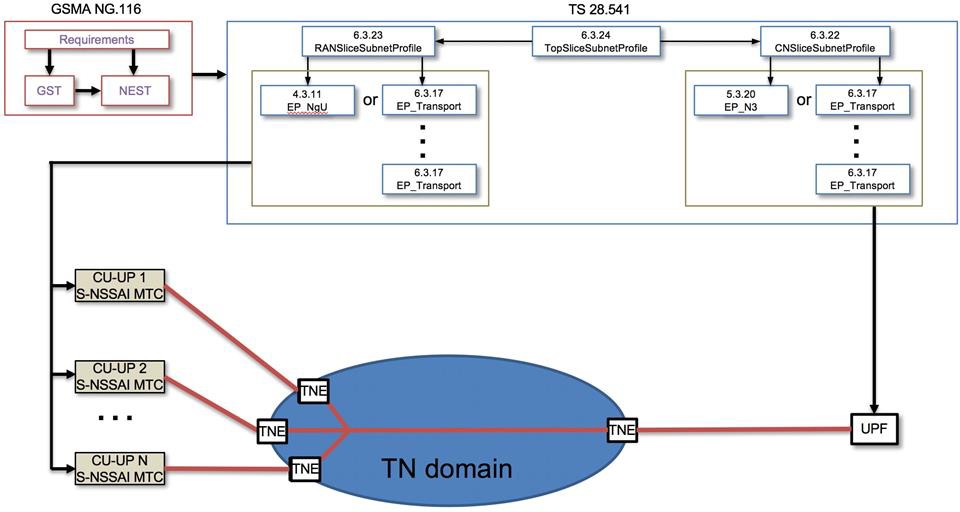 GSMA NG.116
Requirements
GST
NEST
TS 28.541
6.3.23
RANSliceSubnetProfile
6.3.24
TopSliceSubnetProfile
6.3.22
CNSliceSubnetProfile
4.3.11
EP_NgU
or
6.3.17
EP_Transport
6.3.17
EP_Transport
5.3.20
EP_N3
or
6.3.17
EP_Transport
6.3.17
EP_Transport
CU-UP 1
S-NSSAI MTC
CU-UP 2
S-NSSAI MTC
...
CU-UP N
S-NSSAI MTC
TNE
TNE
TNE
TNE
TN domain
UPF